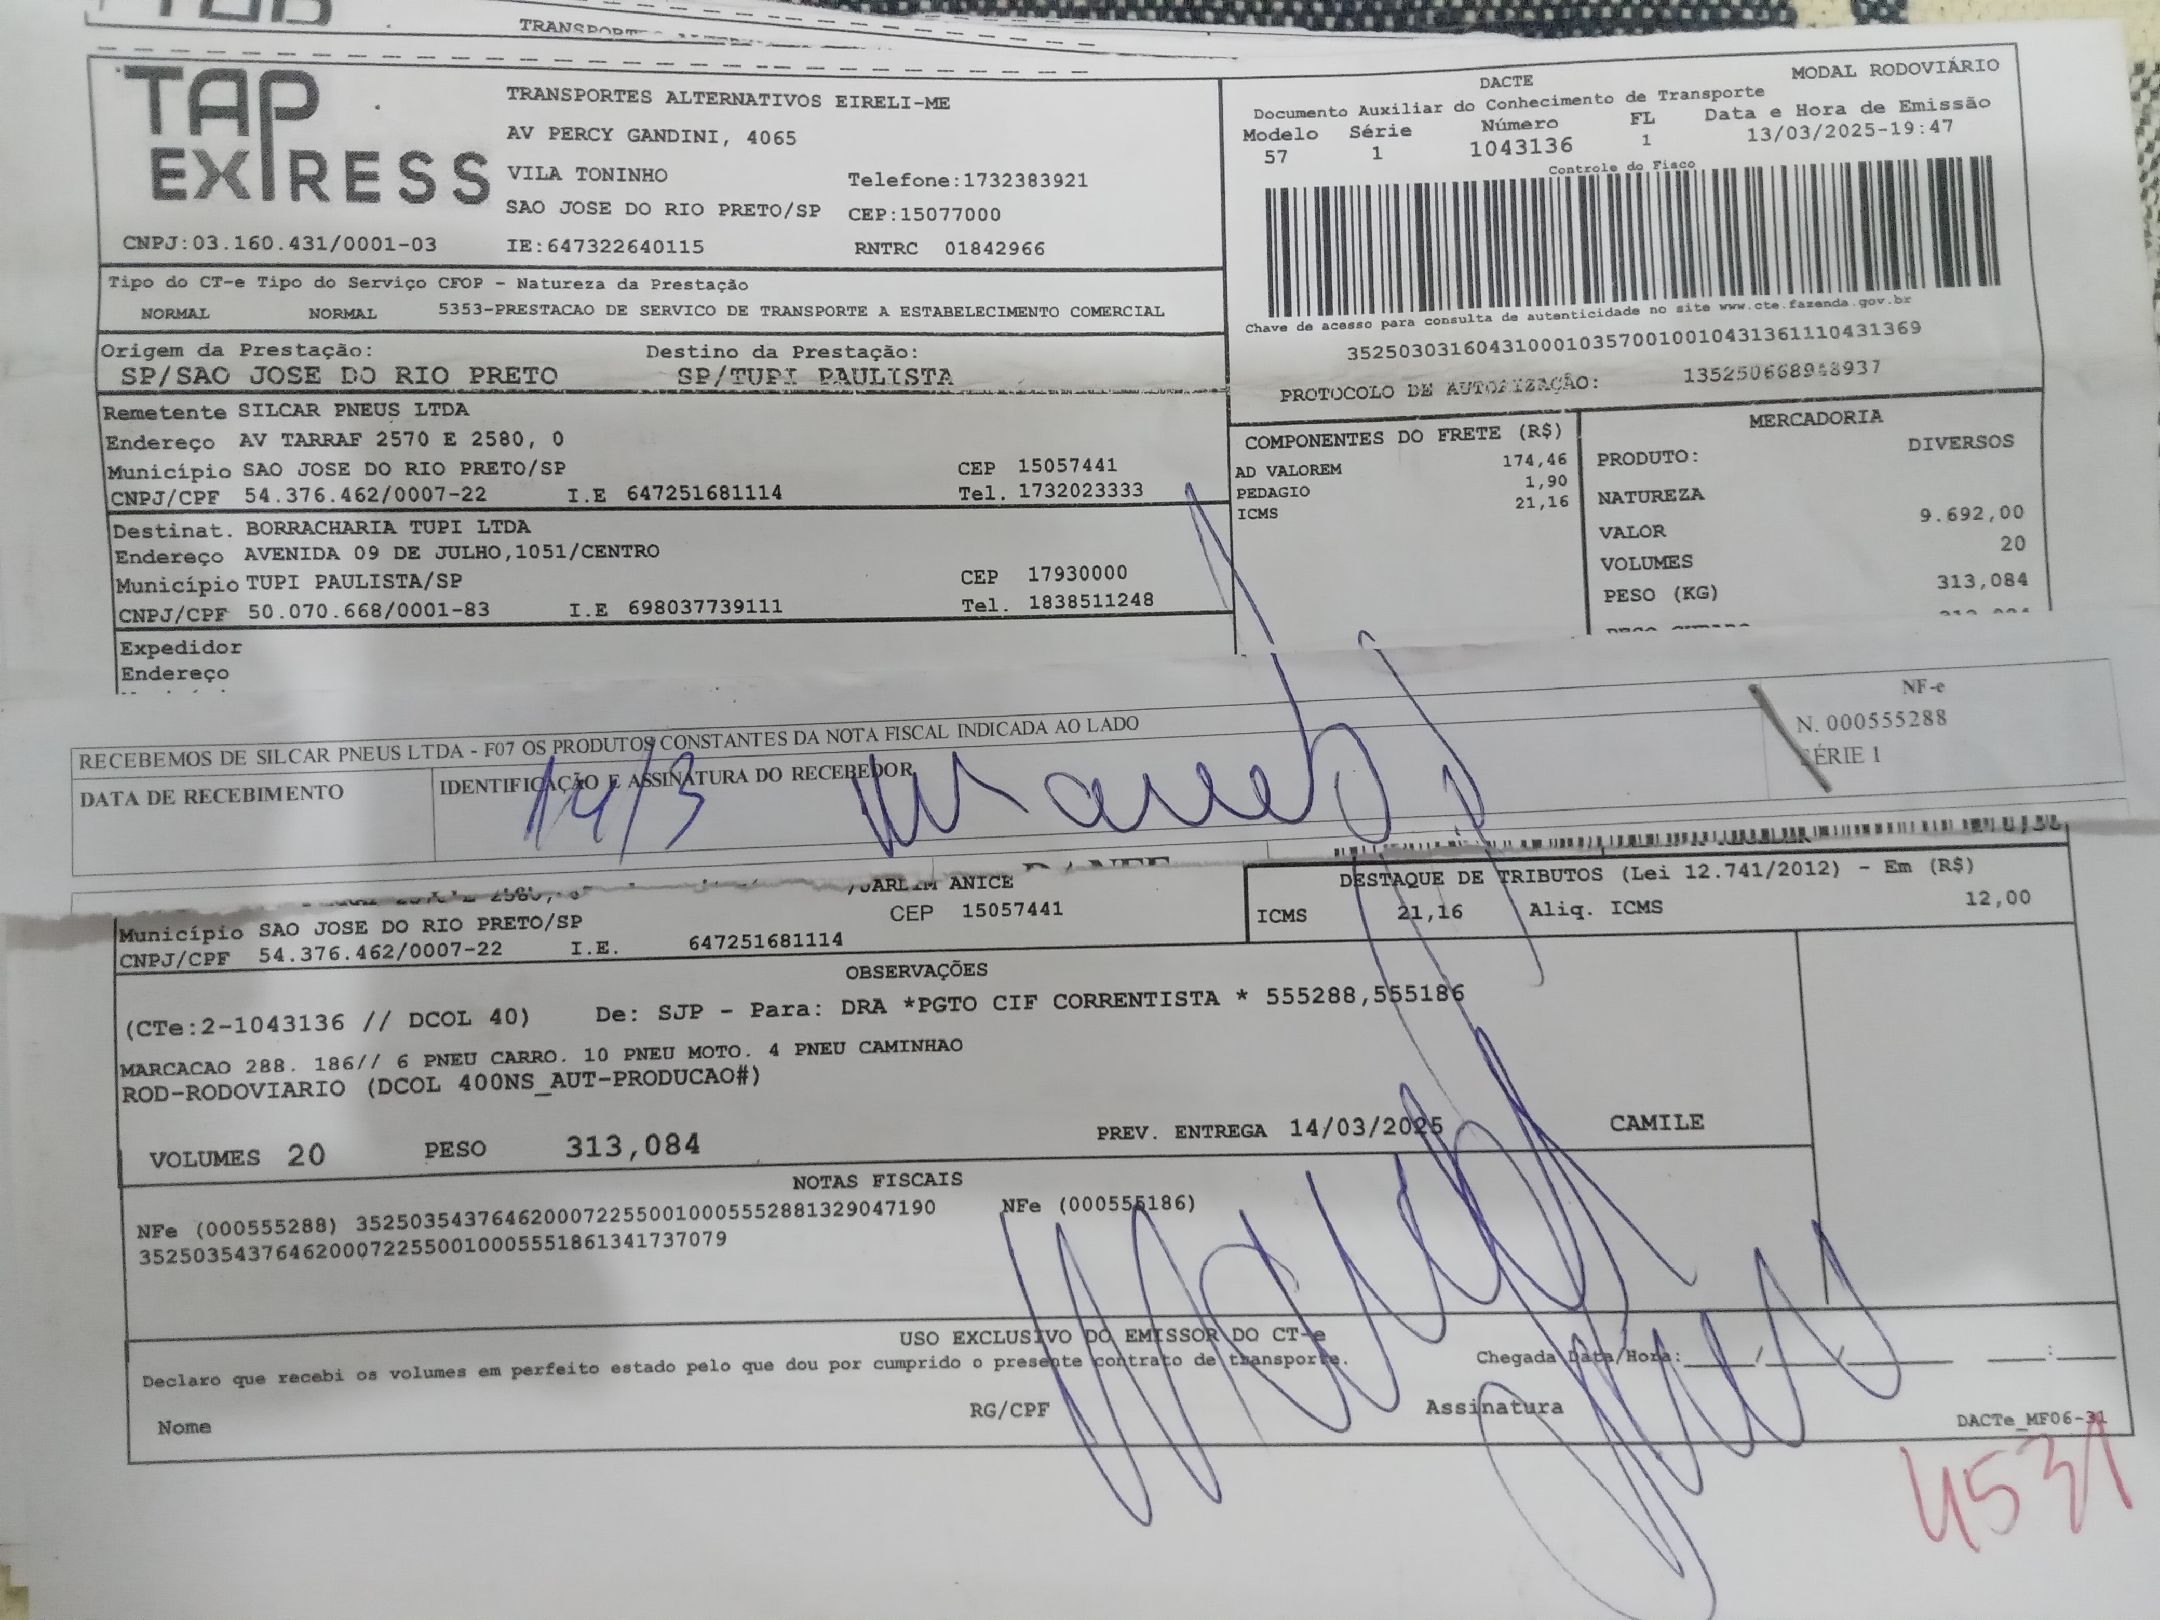 TAP EXPRESS
TRANSPORTES ALTERNATIVOS EIRELI-ME
AV PERCY GANDINI, 4065
VILA TONINHO Telefone:1732383921
SAO JOSE DO RIO PRETO/SP CEP:15077000
CNPJ:03.160.431/0001-03 IE:647322640115 RNTRC 01842966
DACTE MODAL RODOVIÁRIO
Documento Auxiliar do Conhecimento de Transporte
Modelo Série Número FL Data e Hora de Emissão
57 1 1043136 1 13/03/2025-19:47
Controle do Fisco
Chave de acesso para consulta de autenticidade no site www.cte.fazenda.gov.br
35250303160431000103570010010431361110431369
PROTOCOLO DE AUTORIZAÇÃO: 135250668948937
Tipo do CT-e Tipo do Serviço CFOP - Natureza da Prestação
NORMAL NORMAL 5353-PRESTACAO DE SERVICO DE TRANSPORTE A ESTABELECIMENTO COMERCIAL
Origem da Prestação: Destino da Prestação:
SP/SAO JOSE DO RIO PRETO SP/TUPI PAULISTA
Remetente SILCAR PNEUS LTDA
Endereço AV TARRAF 2570 E 2580, 0
Município SAO JOSE DO RIO PRETO/SP CEP 15057441
CNPJ/CPF 54.376.462/0007-22 I.E 647251681114 Tel. 1732023333
Destinat. BORRACHARIA TUPI LTDA
Endereço AVENIDA 09 DE JULHO,1051/CENTRO
Município TUPI PAULISTA/SP CEP 17930000
CNPJ/CPF 50.070.668/0001-83 I.E 698037739111 Tel. 1838511248
Expedidor
Endereço
COMPONENTES DO FRETE (R$)
AD VALOREM 174,46
PEDAGIO 1,90
ICMS 21,16
MERCADORIA
PRODUTO: DIVERSOS
NATUREZA
VALOR 9.692,00
VOLUMES 20
PESO (KG) 313,084
RECEBEMOS DE SILCAR PNEUS LTDA - F07 OS PRODUTOS CONSTANTES DA NOTA FISCAL INDICADA AO LADO
DATA DE RECEBIMENTO IDENTIFICAÇÃO E ASSINATURA DO RECEBEDOR
14/3
NF-e
N. 000555288
SÉRIE 1
JARDIM ANICE
Município SAO JOSE DO RIO PRETO/SP CEP 15057441
CNPJ/CPF 54.376.462/0007-22 I.E. 647251681114
DESTAQUE DE TRIBUTOS (Lei 12.741/2012) - Em (R$)
ICMS 21,16 Aliq. ICMS 12,00
OBSERVAÇÕES
(CTe:2-1043136 // DCOL 40) De: SJP - Para: DRA *PGTO CIF CORRENTISTA * 555288,555186
MARCACAO 288. 186// 6 PNEU CARRO. 10 PNEU MOTO. 4 PNEU CAMINHAO
ROD-RODOVIARIO (DCOL 400NS_AUT-PRODUCAO#)
VOLUMES 20 PESO 313,084 PREV. ENTREGA 14/03/2025 CAMILE
NOTAS FISCAIS
NFe (000555288) 35250354376462000722550010005552881329047190 NFe (000555186)
35250354376462000722550010005551861341737079
USO EXCLUSIVO DO EMISSOR DO CT-e
Declaro que recebi os volumes em perfeito estado pelo que dou por cumprido o presente contrato de transporte. Chegada Data/Hora:____/____/____ ___:___
Nome RG/CPF Assinatura
DACTe_MF06-31
4531